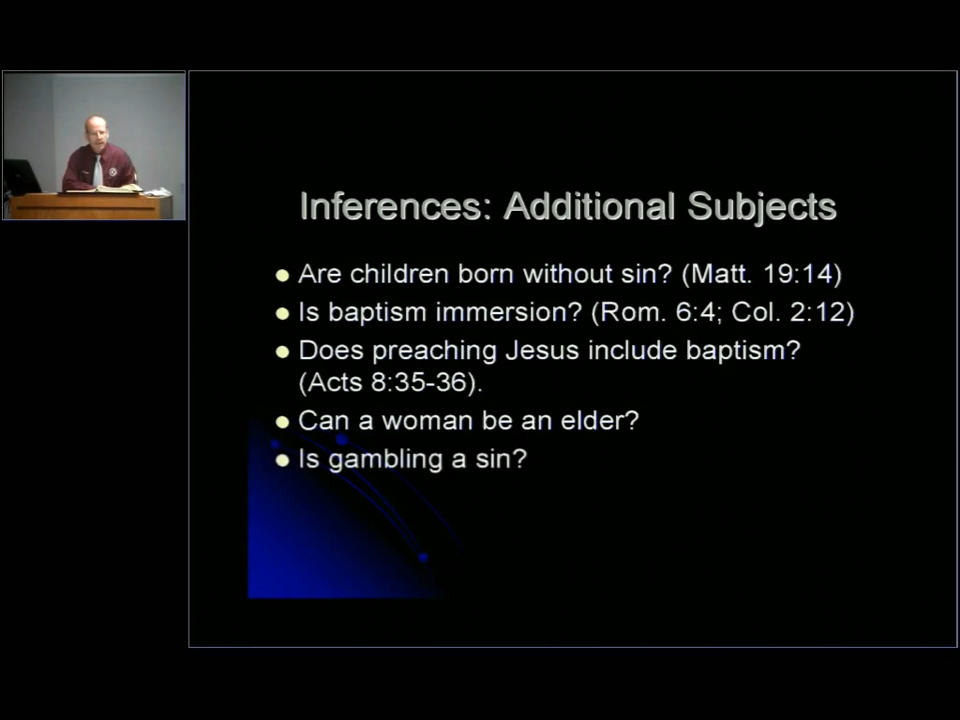 Inferences: Additional Subjects
Are children born without sin? (Matt. 19:14)
Is baptism immersion? (Rom. 6:4; Col. 2:12)
Does preaching Jesus include baptism?
(Acts 8:35-36).
Can a woman be an elder?
Is gambling a sin?